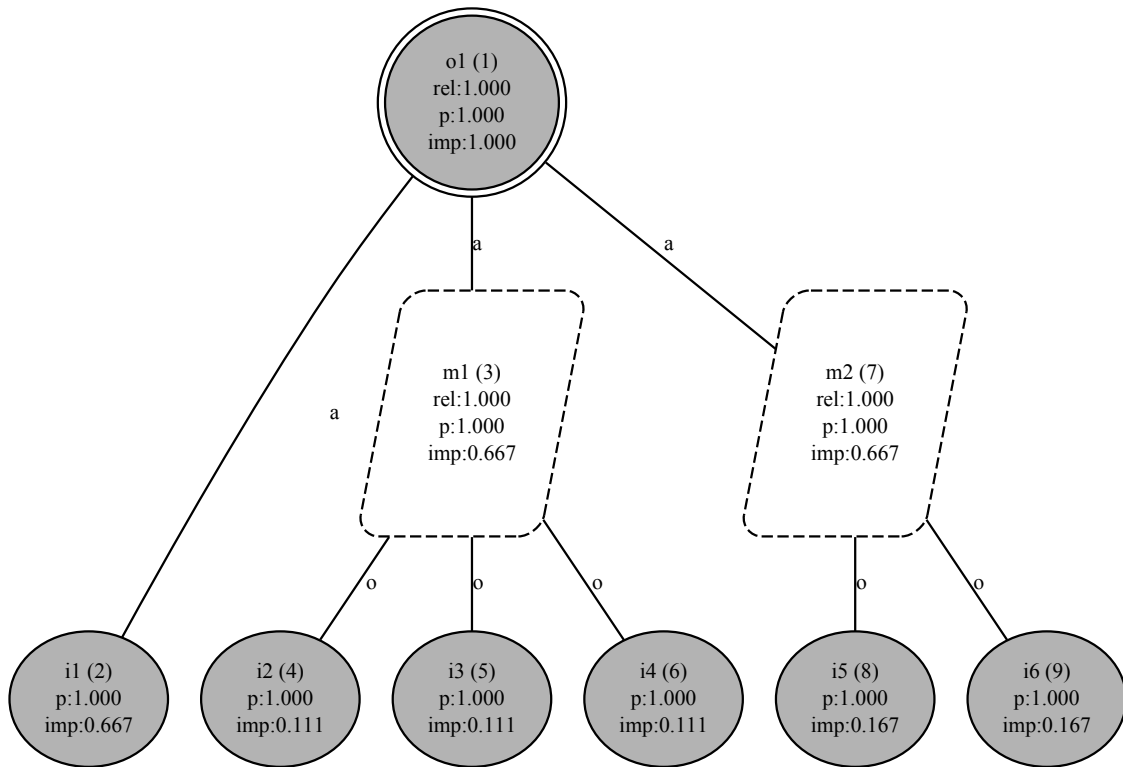 o1 (1)
rel:1.000
p:1.000
imp:1.000
a
a
a
m1 (3)
rel:1.000
p:1.000
imp:0.667
m2 (7)
rel:1.000
p:1.000
imp:0.667
o
o
o
o
o
i1 (2)
p:1.000
imp:0.667
i2 (4)
p:1.000
imp:0.111
i3 (5)
p:1.000
imp:0.111
i4 (6)
p:1.000
imp:0.111
i5 (8)
p:1.000
imp:0.167
i6 (9)
p:1.000
imp:0.167